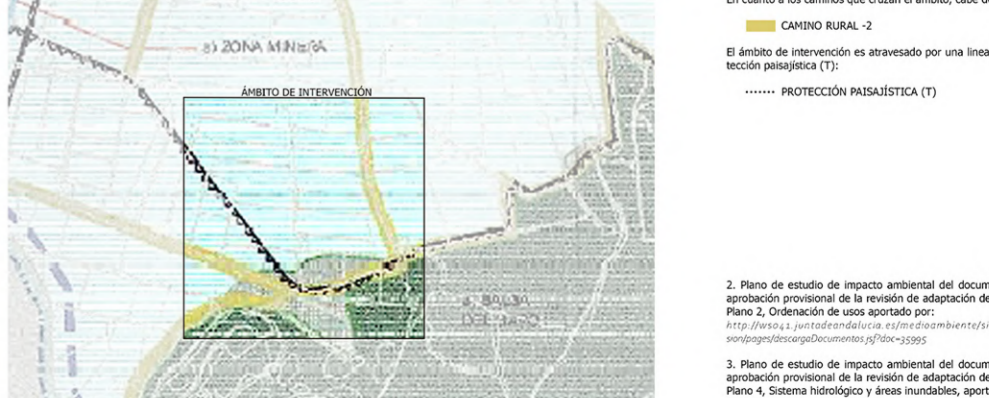 En cuanto a los caminos que cruzan el ámbito, cabe de
CAMINO RURAL -2
El ámbito de intervención es atravesado por una linea
tección paisajística (T):
PROTECCIÓN PAISAJÍSTICA (T)
a) ZONA MINERA
ÁMBITO DE INTERVENCIÓN
2. Plano de estudio de impacto ambiental del docum
aprobación provisional de la revisión de adaptación de
Plano 2, Ordenación de usos aportado por:
http://ws041.juntadeandalucia.es/medioambiente/si
sion/pages/descargaDocumentos.jsf?doc=35995
3. Plano de estudio de impacto ambiental del docum
aprobación provisional de la revisión de adaptación de
Plano 4, Sistema hidrológico y áreas inundables, aport